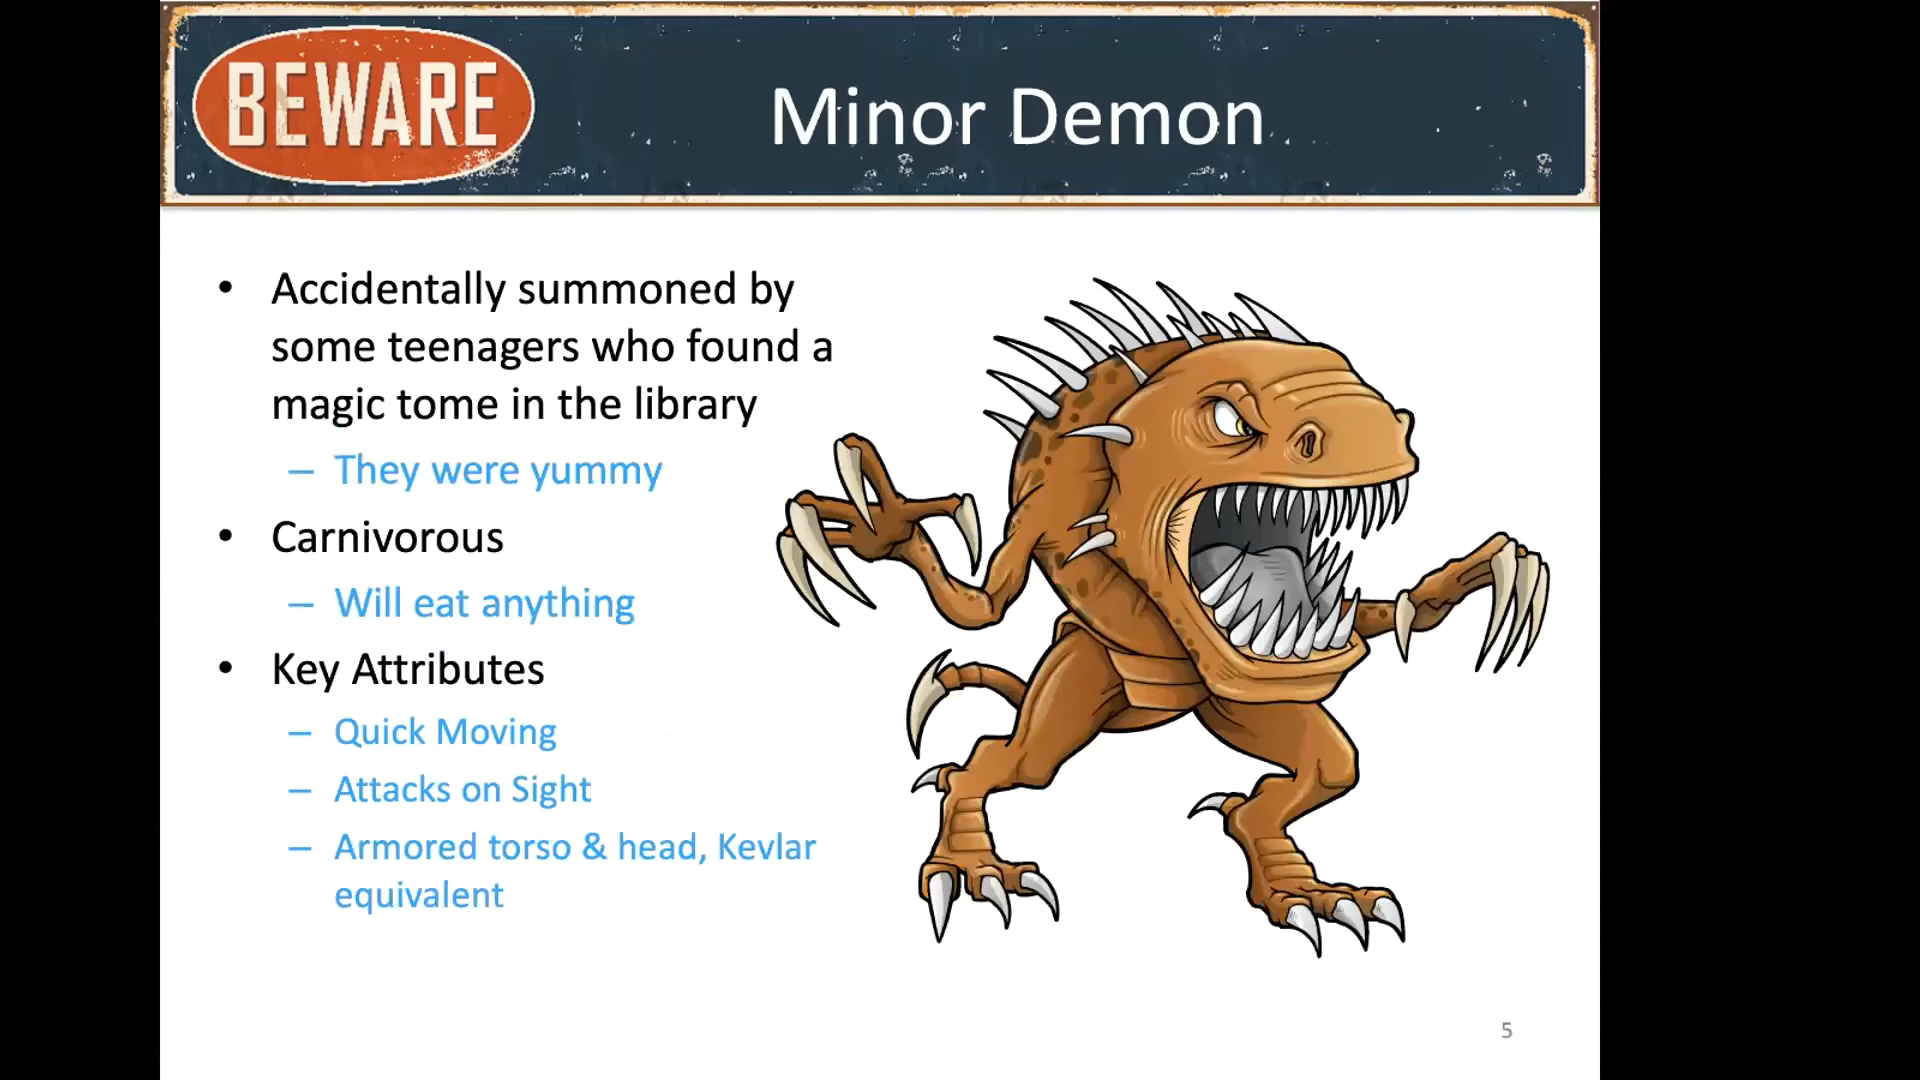 BEWARE
Minor Demon
• Accidentally summoned by
some teenagers who found a
magic tome in the library
– They were yummy
• Carnivorous
– Will eat anything
• Key Attributes
– Quick Moving
– Attacks on Sight
– Armored torso & head, Kevlar
equivalent
5